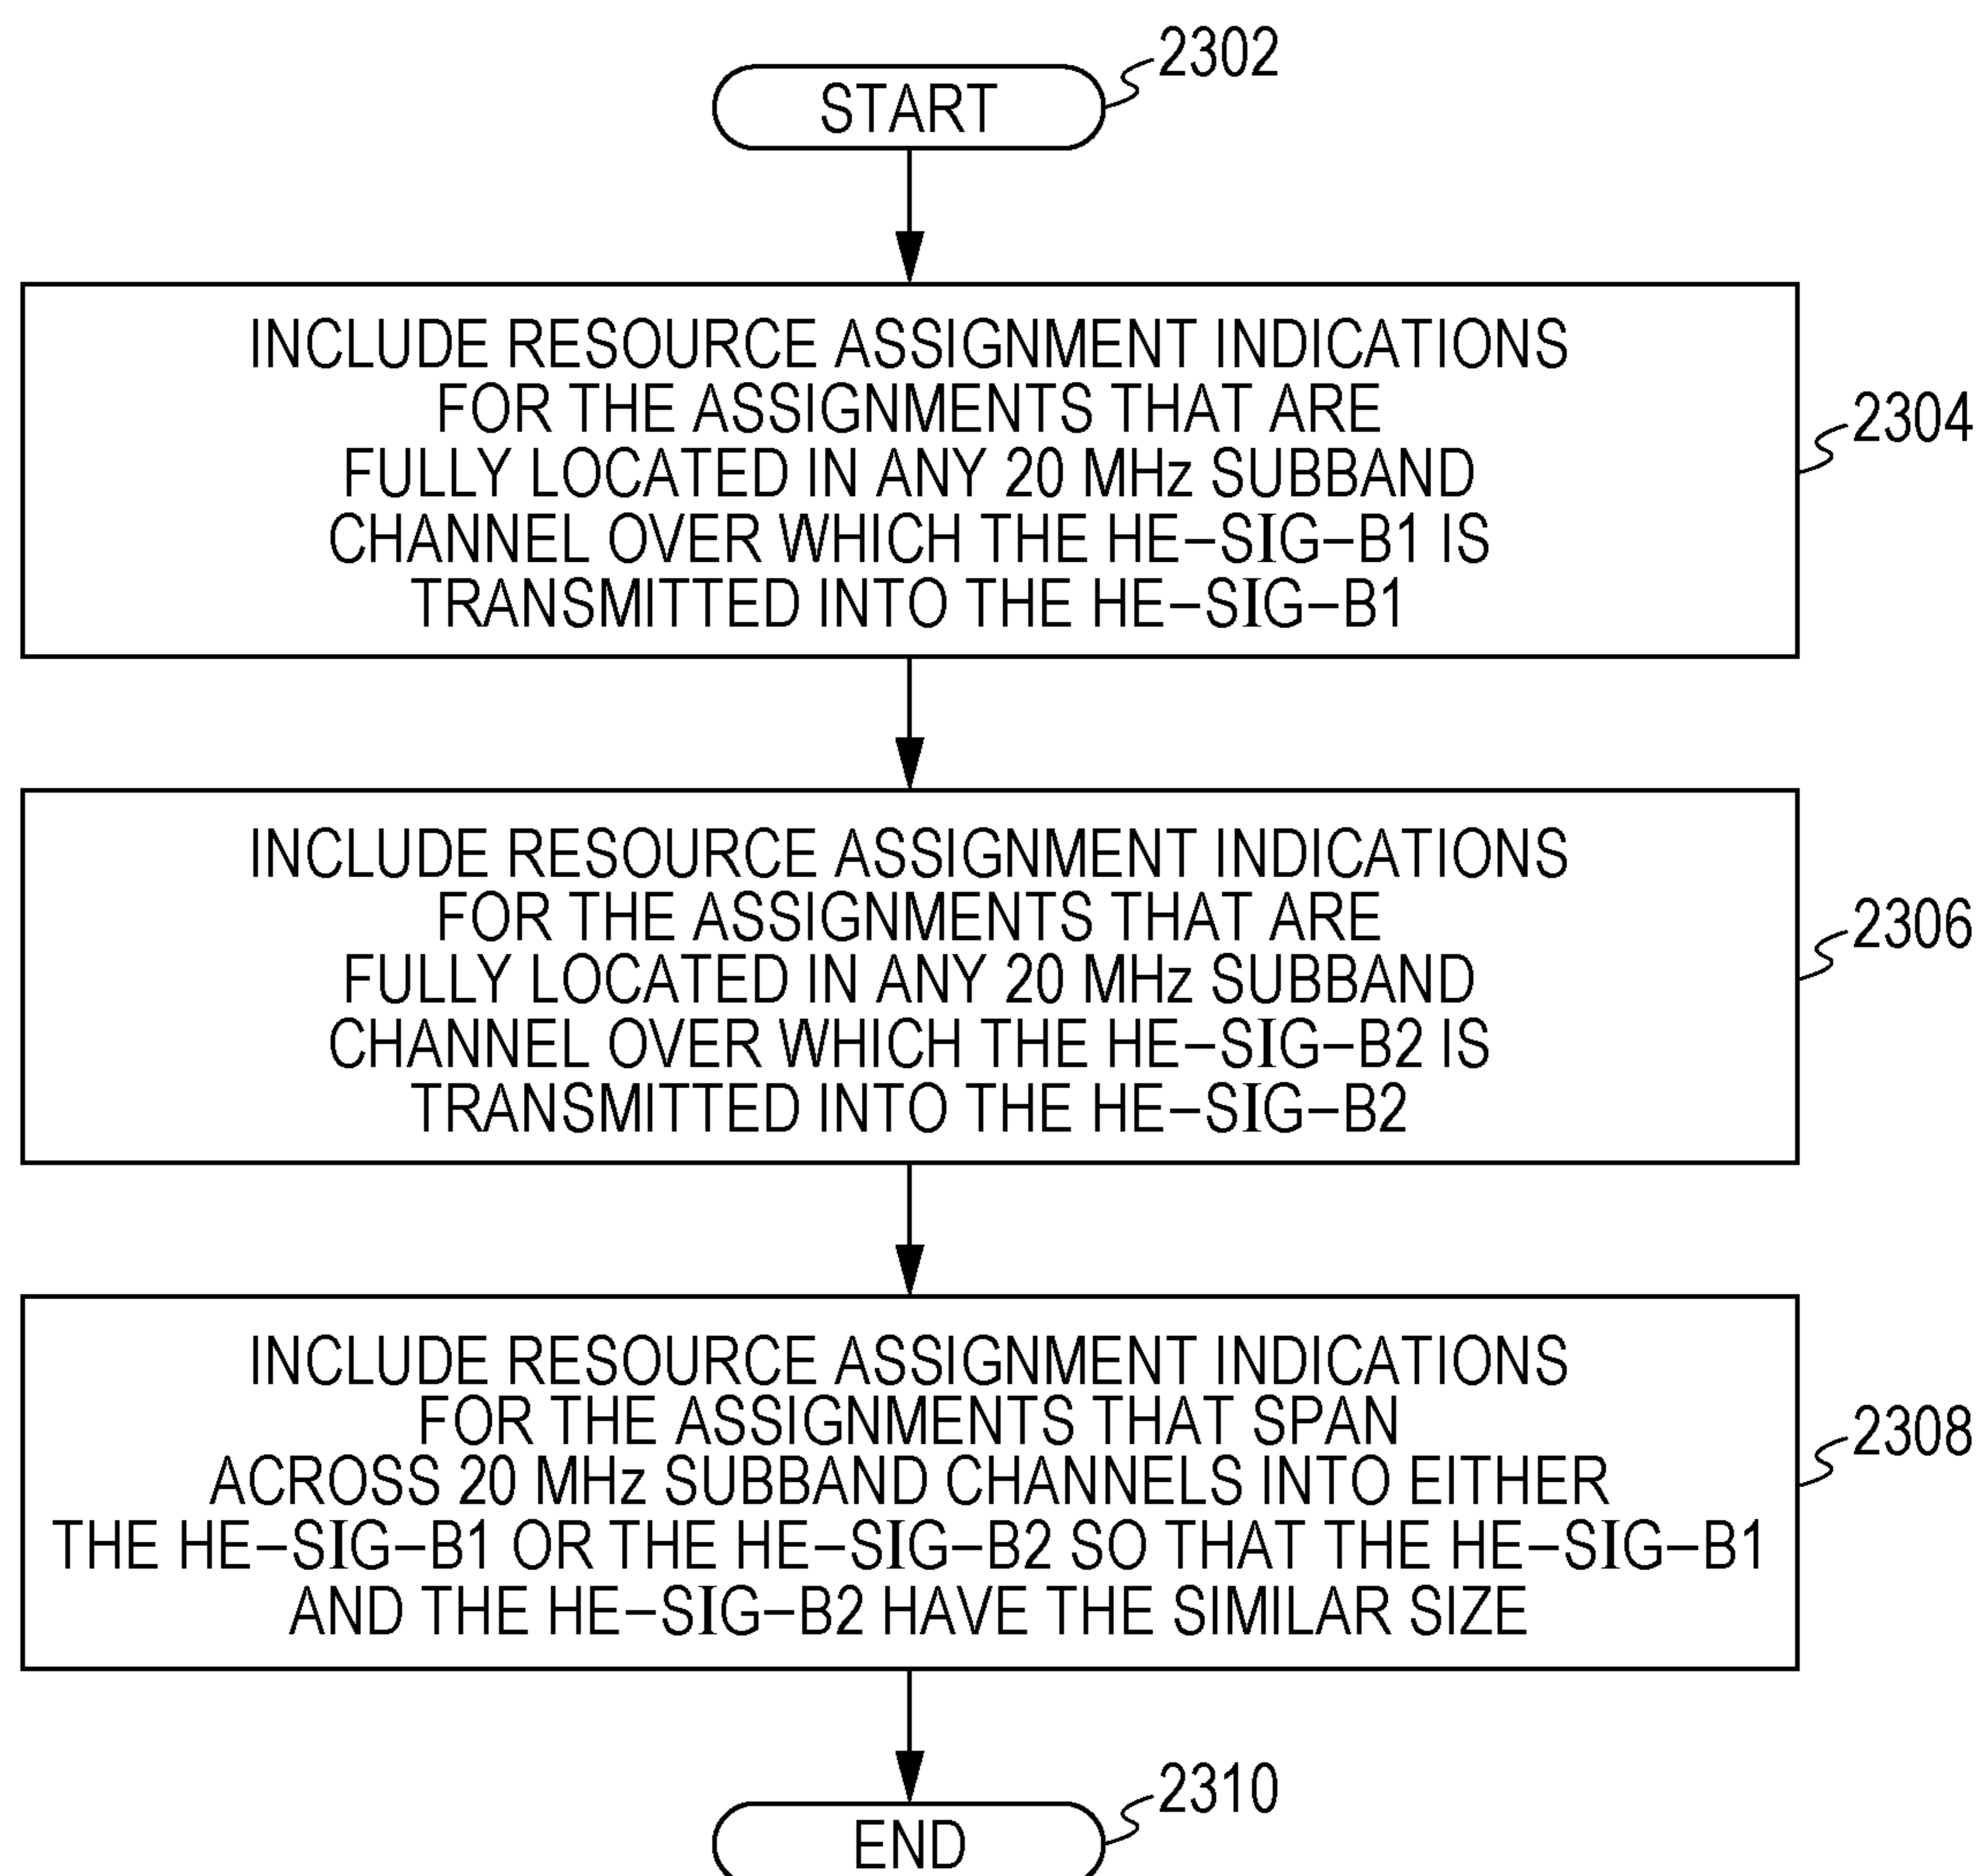 2302
START
INCLUDE RESOURCE ASSIGNMENT INDICATIONS
FOR THE ASSIGNMENTS THAT ARE
FULLY LOCATED IN ANY 20 MHz SUBBAND
CHANNEL OVER WHICH THE HE–SIG–B1 IS
TRANSMITTED INTO THE HE–SIG–B1
2304
INCLUDE RESOURCE ASSIGNMENT INDICATIONS
FOR THE ASSIGNMENTS THAT ARE
FULLY LOCATED IN ANY 20 MHz SUBBAND
CHANNEL OVER WHICH THE HE–SIG–B2 IS
TRANSMITTED INTO THE HE–SIG–B2
2306
INCLUDE RESOURCE ASSIGNMENT INDICATIONS
FOR THE ASSIGNMENTS THAT SPAN
ACROSS 20 MHz SUBBAND CHANNELS INTO EITHER
THE HE–SIG–B1 OR THE HE–SIG–B2 SO THAT THE HE–SIG–B1
AND THE HE–SIG–B2 HAVE THE SIMILAR SIZE
2308
2310
END